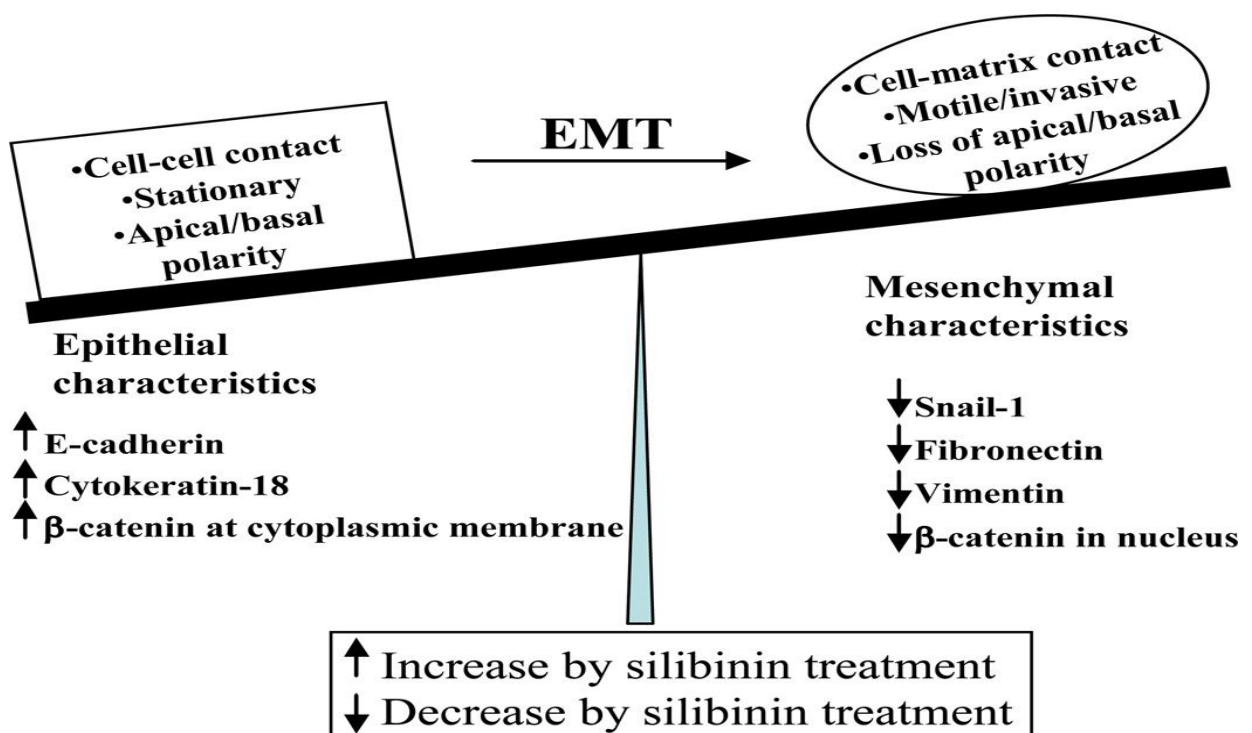 •Cell-cell contact
•Stationary
•Apical/basal
polarity
EMT
•Cell-matrix contact
•Motile/invasive
•Loss of apical/basal
polarity
Epithelial
characteristics
↑ E-cadherin
↑ Cytokeratin-18
↑ β-catenin at cytoplasmic membrane
Mesenchymal
characteristics
↓ Snail-1
↓ Fibronectin
↓ Vimentin
↓ β-catenin in nucleus
↑ Increase by silibinin treatment
↓ Decrease by silibinin treatment